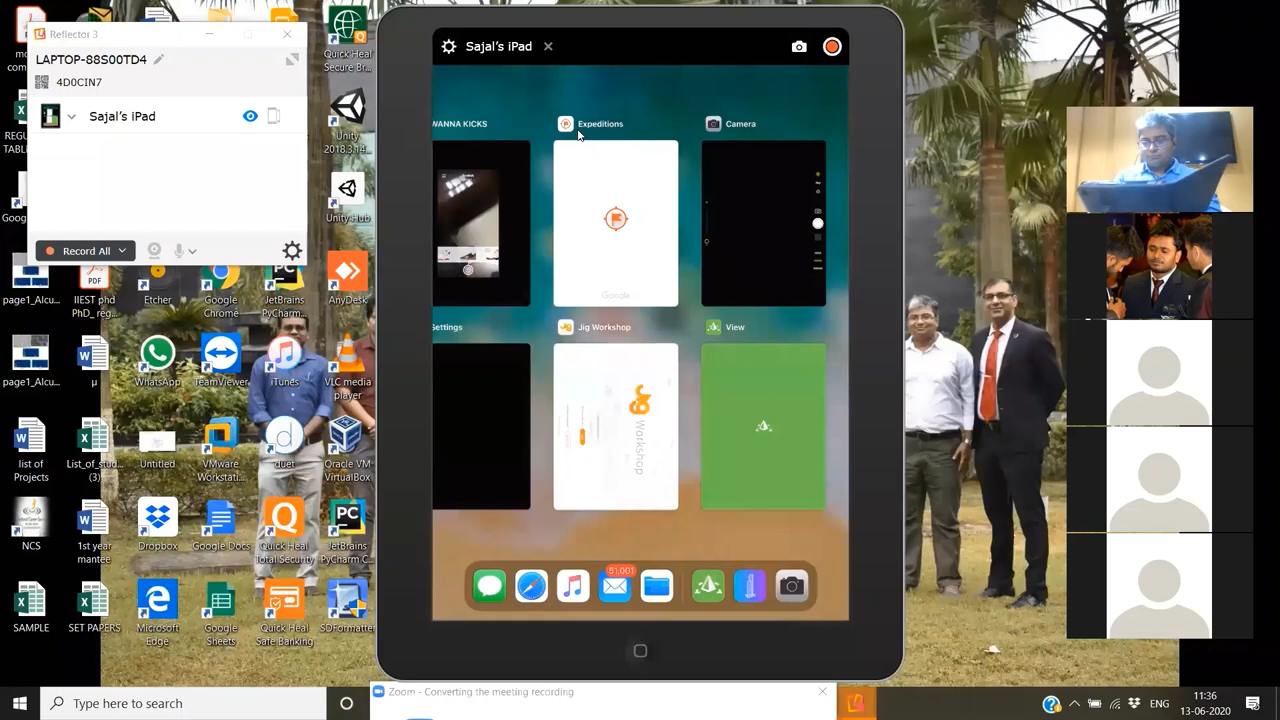 Reflector 3
LAPTOP-88S00TD4
4D0CIN7
Sajal's iPad
Record All
Sajal's iPad
WANNA KICKS
Expeditions
Camera
Google
Settings
Jig Workshop
View
Workshop
51,001
Quick Heal
Secure Br...
Unity
2018.3.14...
Unity Hub
REGU
TABL
Goog
page1_Alcu...
IIEST phd
PhD_ reg...
Etcher
Google
Chrome
JetBrains
PyCharm...
AnyDesk
page1_Alcu...
µ
WhatsApp
TeamViewer
iTunes
VLC media
player
list of
Projects
List_of_stud...
(3)
Untitled
VMware
Workstati...
duet
Oracle VM
VirtualBox
NCS
1st year
mantee
Dropbox
Google Docs
Quick Heal
Total Security
JetBrains
PyCharm C...
SAMPLE
SET PAPERS
Microsoft
Edge
Google
Sheets
Quick Heal
Safe Banking
SDFormatter
Zoom - Converting the meeting recording
Type here to search
ENG
11:36
13-06-2020